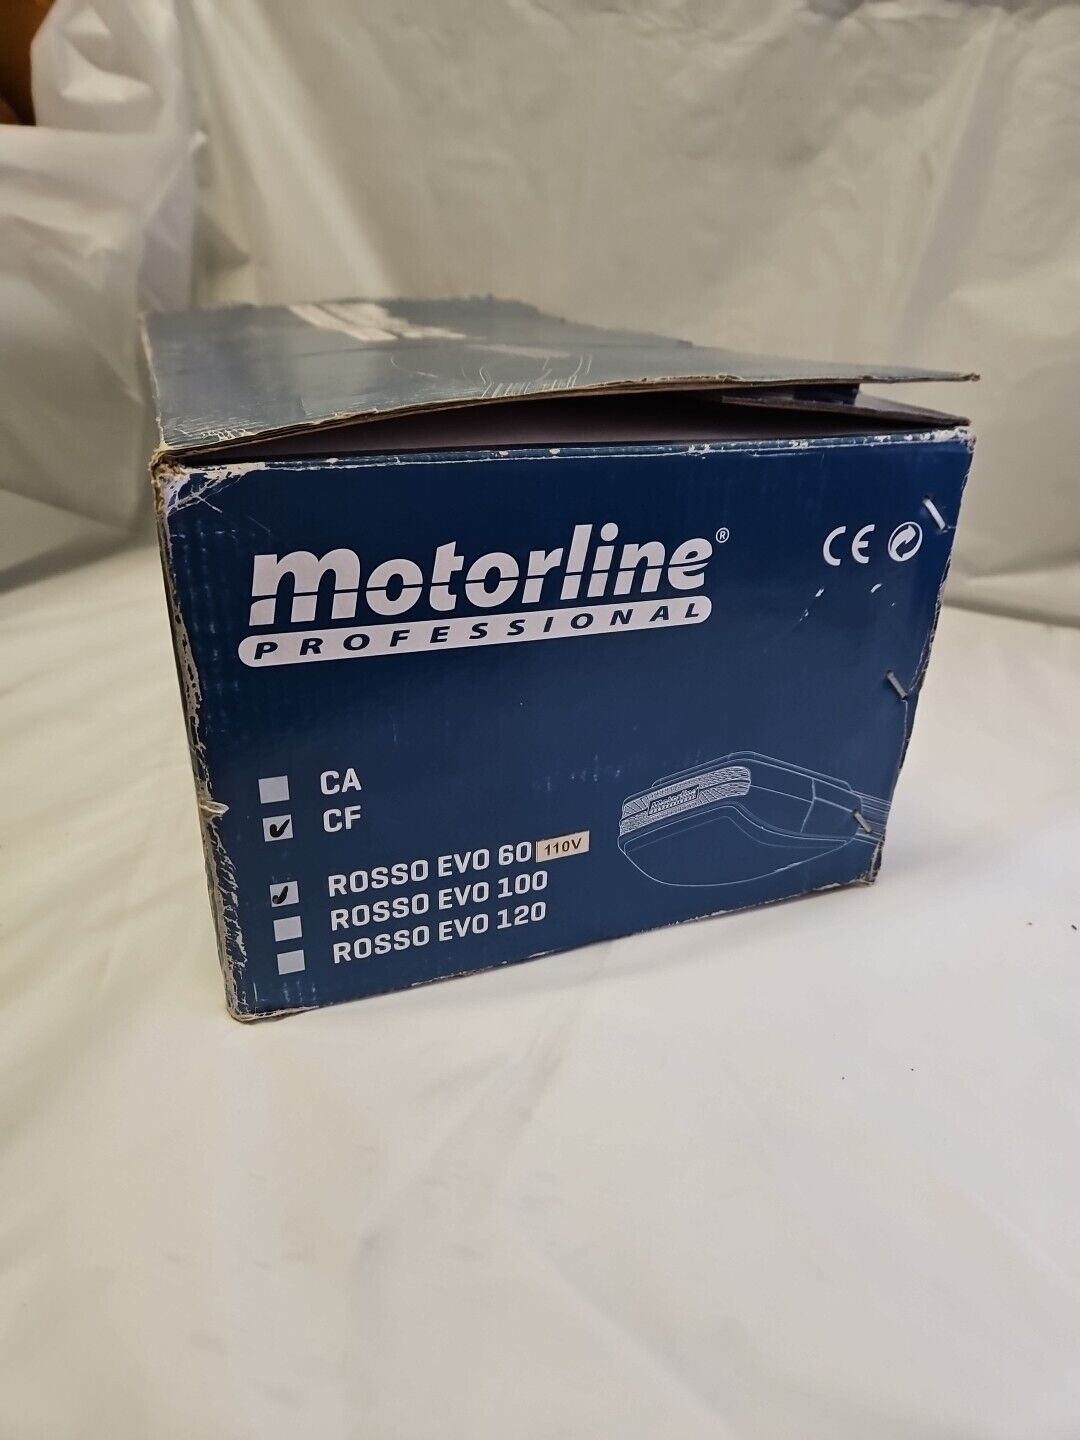 motorline®
PROFESSIONAL
CE
CA
CF
ROSSO EVO 60 110V
ROSSO EVO 100
ROSSO EVO 120